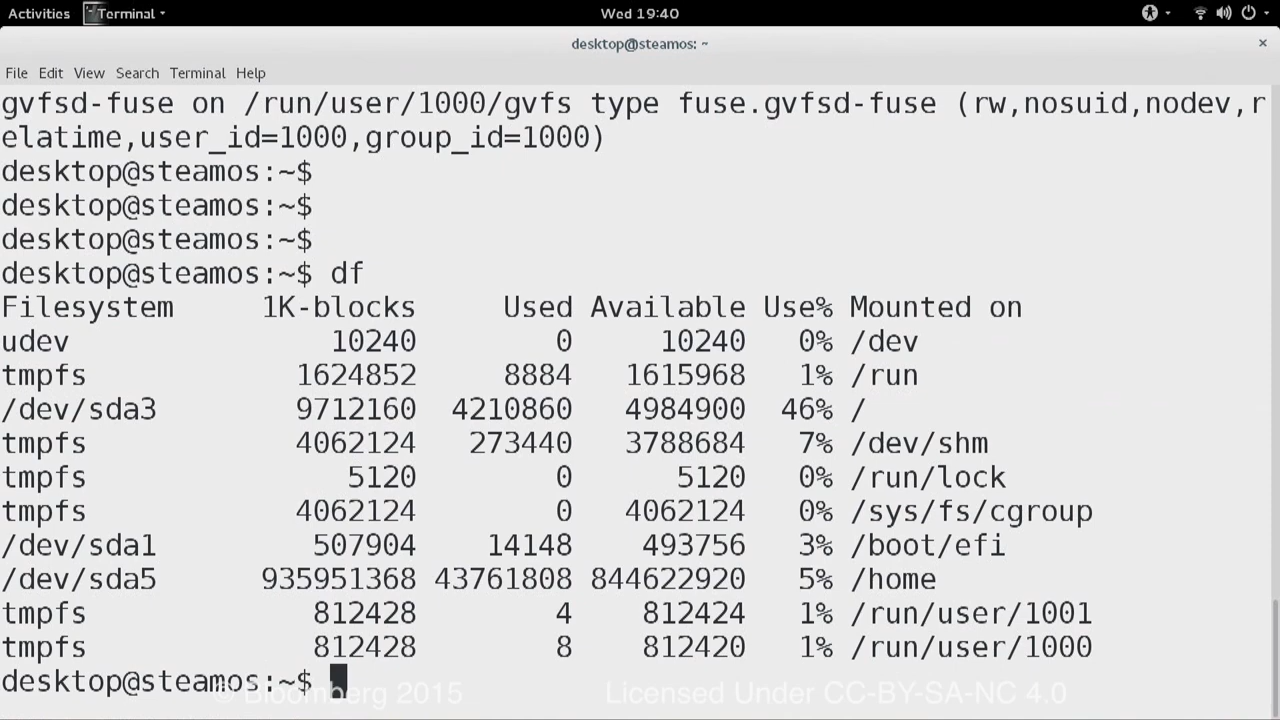 Activities Terminal Wed 19:40
desktop@steamos: ~ ×
File Edit View Search Terminal Help
gvfsd-fuse on /run/user/1000/gvfs type fuse.gvfsd-fuse (rw,nosuid,nodev,r
elatime,user_id=1000,group_id=1000)
desktop@steamos:~$
desktop@steamos:~$
desktop@steamos:~$
desktop@steamos:~$ df
Filesystem 1K-blocks Used Available Use% Mounted on
udev 10240 0 10240 0% /dev
tmpfs 1624852 8884 1615968 1% /run
/dev/sda3 9712160 4210860 4984900 46% /
tmpfs 4062124 273440 3788684 7% /dev/shm
tmpfs 5120 0 5120 0% /run/lock
tmpfs 4062124 0 4062124 0% /sys/fs/cgroup
/dev/sda1 507904 14148 493756 3% /boot/efi
/dev/sda5 935951368 43761808 844622920 5% /home
tmpfs 812428 4 812424 1% /run/user/1001
tmpfs 812428 8 812420 1% /run/user/1000
desktop@steamos:~$
© Bloomberg 2015 Licensed Under CC-BY-SA-NC 4.0